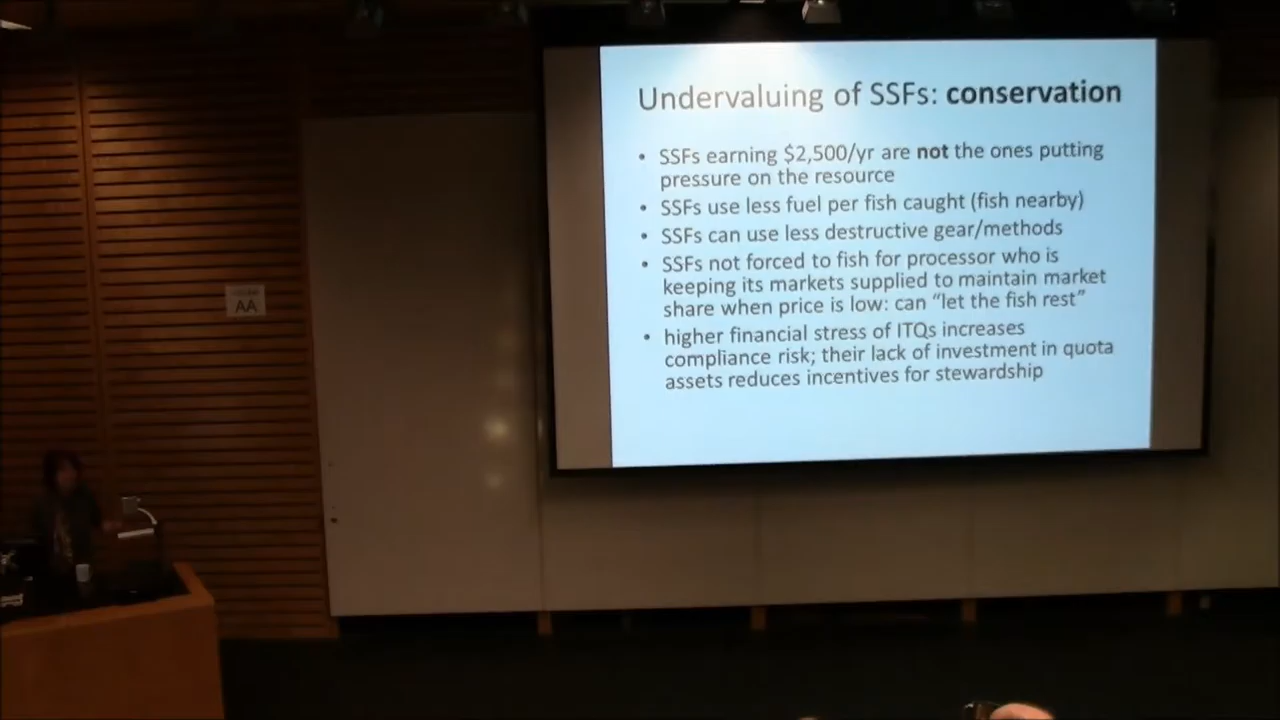 Undervaluing of SSFs: conservation
• SSFs earning $2,500/yr are not the ones putting
pressure on the resource
• SSFs use less fuel per fish caught (fish nearby)
• SSFs can use less destructive gear/methods
• SSFs not forced to fish for processor who is
keeping its markets supplied to maintain market
share when price is low: can “let the fish rest”
• higher financial stress of ITQs increases
compliance risk; their lack of investment in quota
assets reduces incentives for stewardship
AA